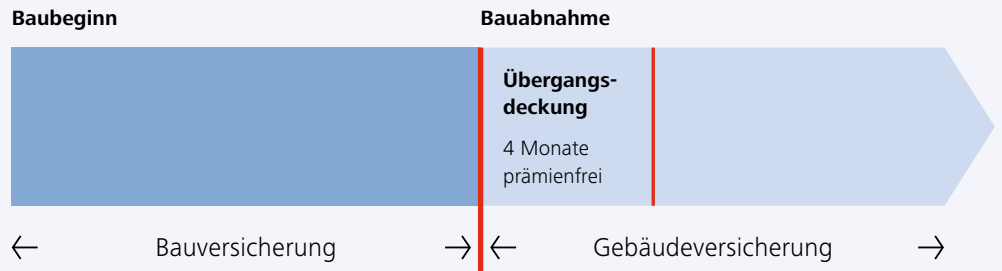 Baubeginn
Bauabnahme
Übergangs-
deckung
4 Monate
prämienfrei
Bauversicherung
Gebäudeversicherung